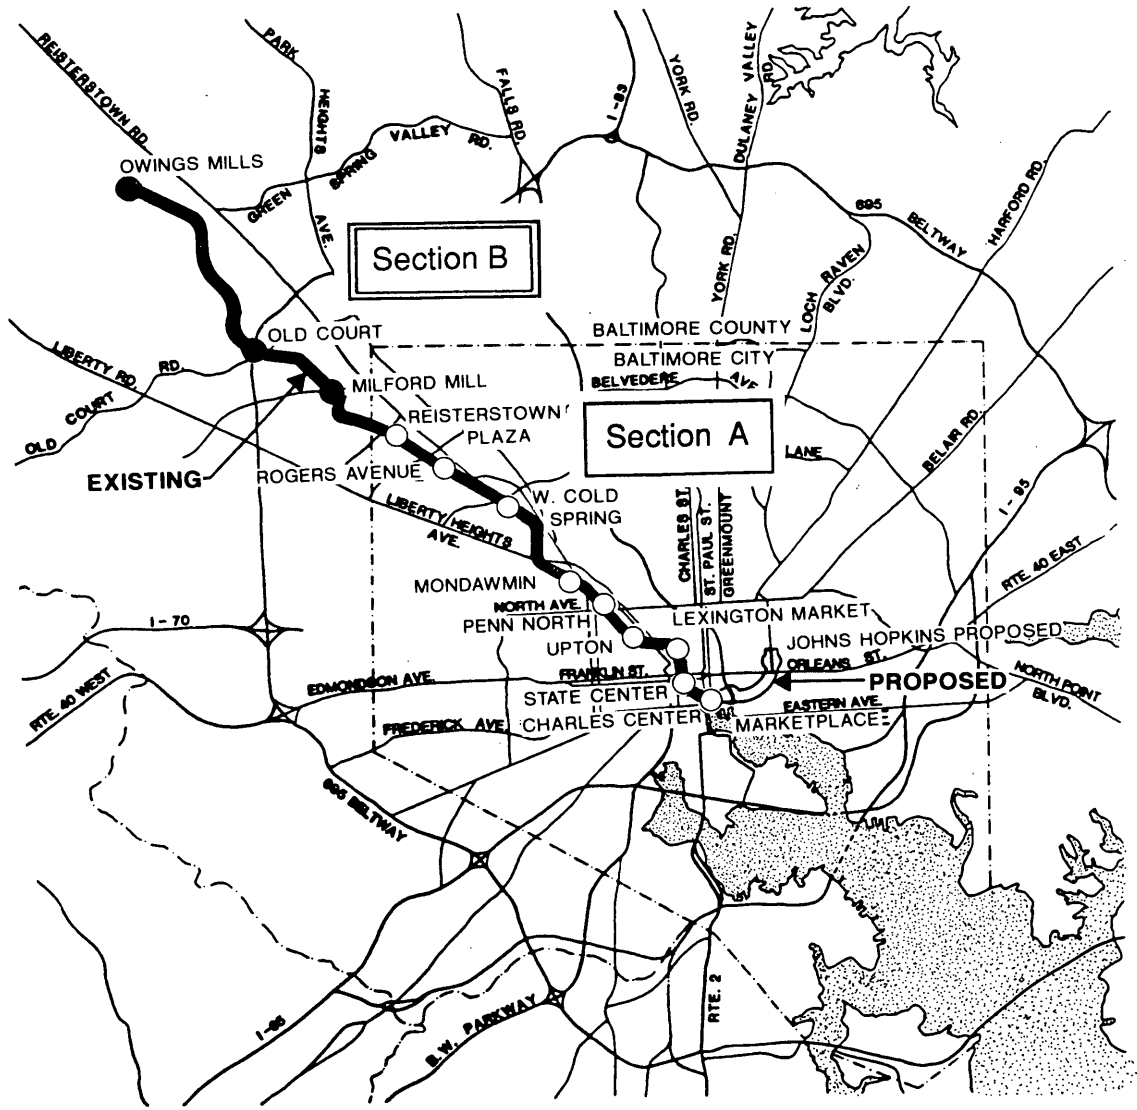 REISTERSTOWN RD.
PARK
HEIGHTS
AVE.
FALLS RD.
I-83
YORK RD.
DULANEY VALLEY
RD.
GREEN
SPRING
VALLEY
RD.
OWINGS MILLS
HARFORD RD.
695
BELTWAY
Section B
YORK RD.
LOCH RAVEN
BLVD.
OLD COURT
BALTIMORE COUNTY
BALTIMORE CITY
LIBERTY RD.
OLD COURT RD.
MILFORD MILL
BELVEDERE
AVE
REISTERSTOWN
PLAZA
Section A
BELAIR RD.
LANE
EXISTING
ROGERS AVENUE
W. COLD
SPRING
LIBERTY HEIGHTS
AVE.
CHARLES ST.
ST. PAUL ST.
GREENMOUNT
I-95
RTE. 40 EAST
MONDAWMIN
NORTH AVE.
PENN NORTH
LEXINGTON MARKET
I-70
UPTON
JOHNS HOPKINS PROPOSED
ORLEANS ST.
FRANKLIN ST.
EDMONDSON AVE.
RTE. 40 WEST
STATE CENTER
PROPOSED
NORTH POINT
BLVD.
EASTERN AVE.
FREDERICK AVE.
CHARLES CENTER
MARKETPLACE
695 BELTWAY
I-95
B.W. PARKWAY
RTE. 2